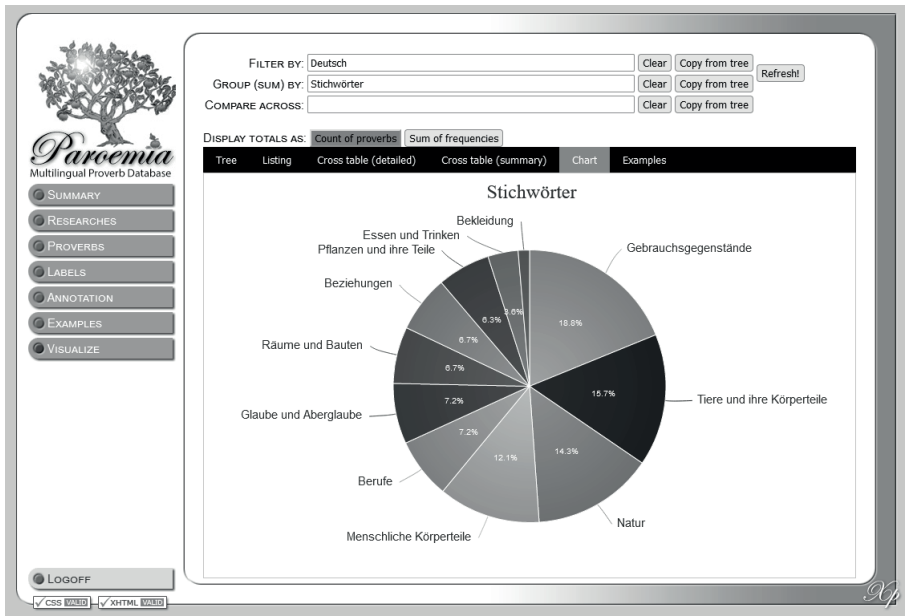 Paroemia
Multilingual Proverb Database
SUMMARY
RESEARCHES
PROVERBS
LABELS
ANNOTATION
EXAMPLES
VISUALIZE
LOGOFF
CSS VALID
XHTML VALID
FILTER BY: Deutsch Clear Copy from tree
GROUP (SUM) BY: Stichwörter Clear Copy from tree Refresh!
COMPARE ACROSS: Clear Copy from tree
DISPLAY TOTALS AS: Count of proverbs Sum of frequencies
Tree Listing Cross table (detailed) Cross table (summary) Chart Examples
Stichwörter
Bekleidung
Essen und Trinken
Pflanzen und ihre Teile
Gebrauchsgegenstände
Beziehungen
3.6%
6.3%
18.8%
6.7%
Räume und Bauten
6.7%
15.7%
Tiere und ihre Körperteile
7.2%
Glaube und Aberglaube
7.2%
14.3%
12.1%
Berufe
Natur
Menschliche Körperteile
Xp